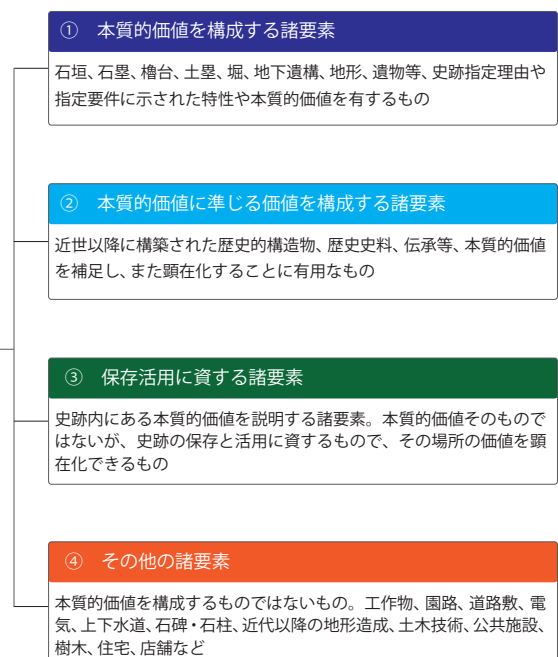 ① 本質的価値を構成する諸要素
石垣、石塁、櫓台、土塁、堀、地下遺構、地形、遺物等、史跡指定理由や
指定要件に示された特性や本質的価値を有するもの
② 本質的価値に準じる価値を構成する諸要素
近世以降に構築された歴史的構造物、歴史史料、伝承等、本質的価値
を補足し、また顕在化することに有用なもの
③ 保存活用に資する諸要素
史跡内にある本質的価値を説明する諸要素。本質的価値そのもので
はないが、史跡の保存と活用に資するもので、その場所の価値を顕
在化できるもの
④ その他の諸要素
本質的価値を構成するものではないもの。工作物、園路、道路敷、電
気、上下水道、石碑・石柱、近代以降の地形造成、土木技術、公共施設、
樹木、住宅、店舗など